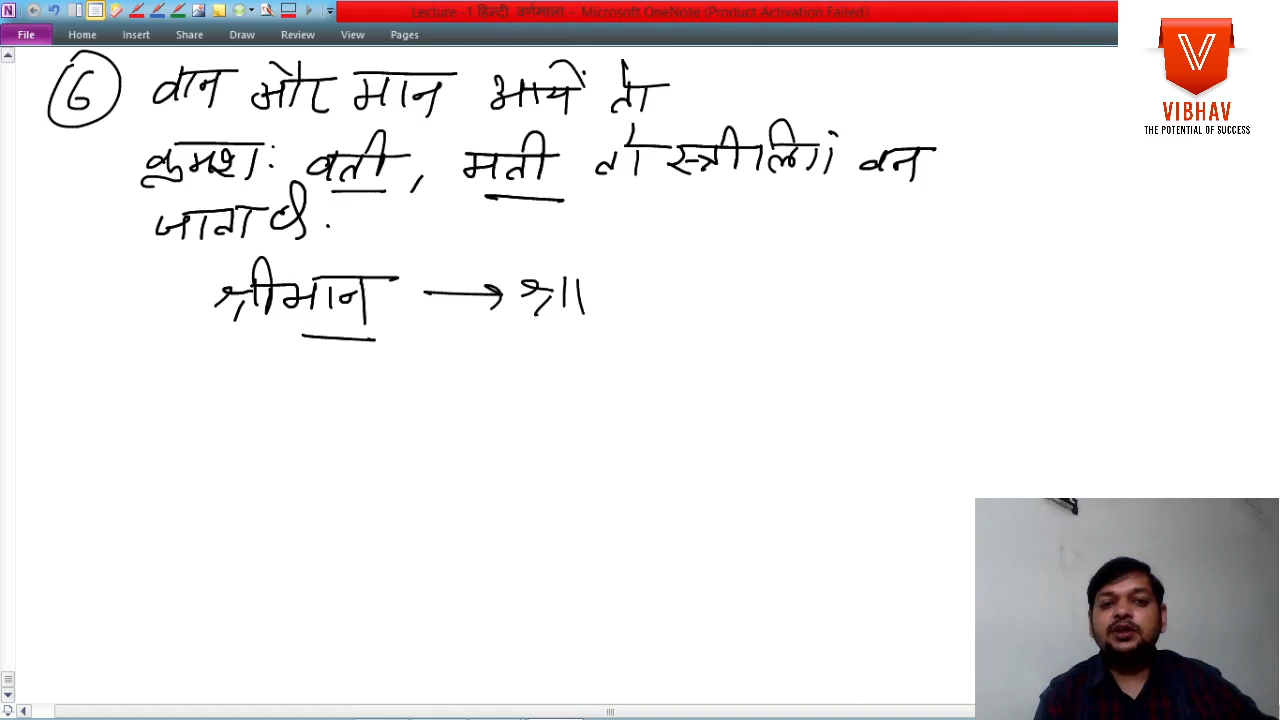 Lecture -1 हिन्दी वर्णमाला - Microsoft OneNote (Product Activation Failed)
File Home Insert Share Draw Review View Pages
VIBHAV
THE POTENTIAL OF SUCCESS
6 वान और मान आयें तो
क्रमशः वती, मती तो स्त्रीलिंग बन
जाता है.
श्रीमान → श्रा